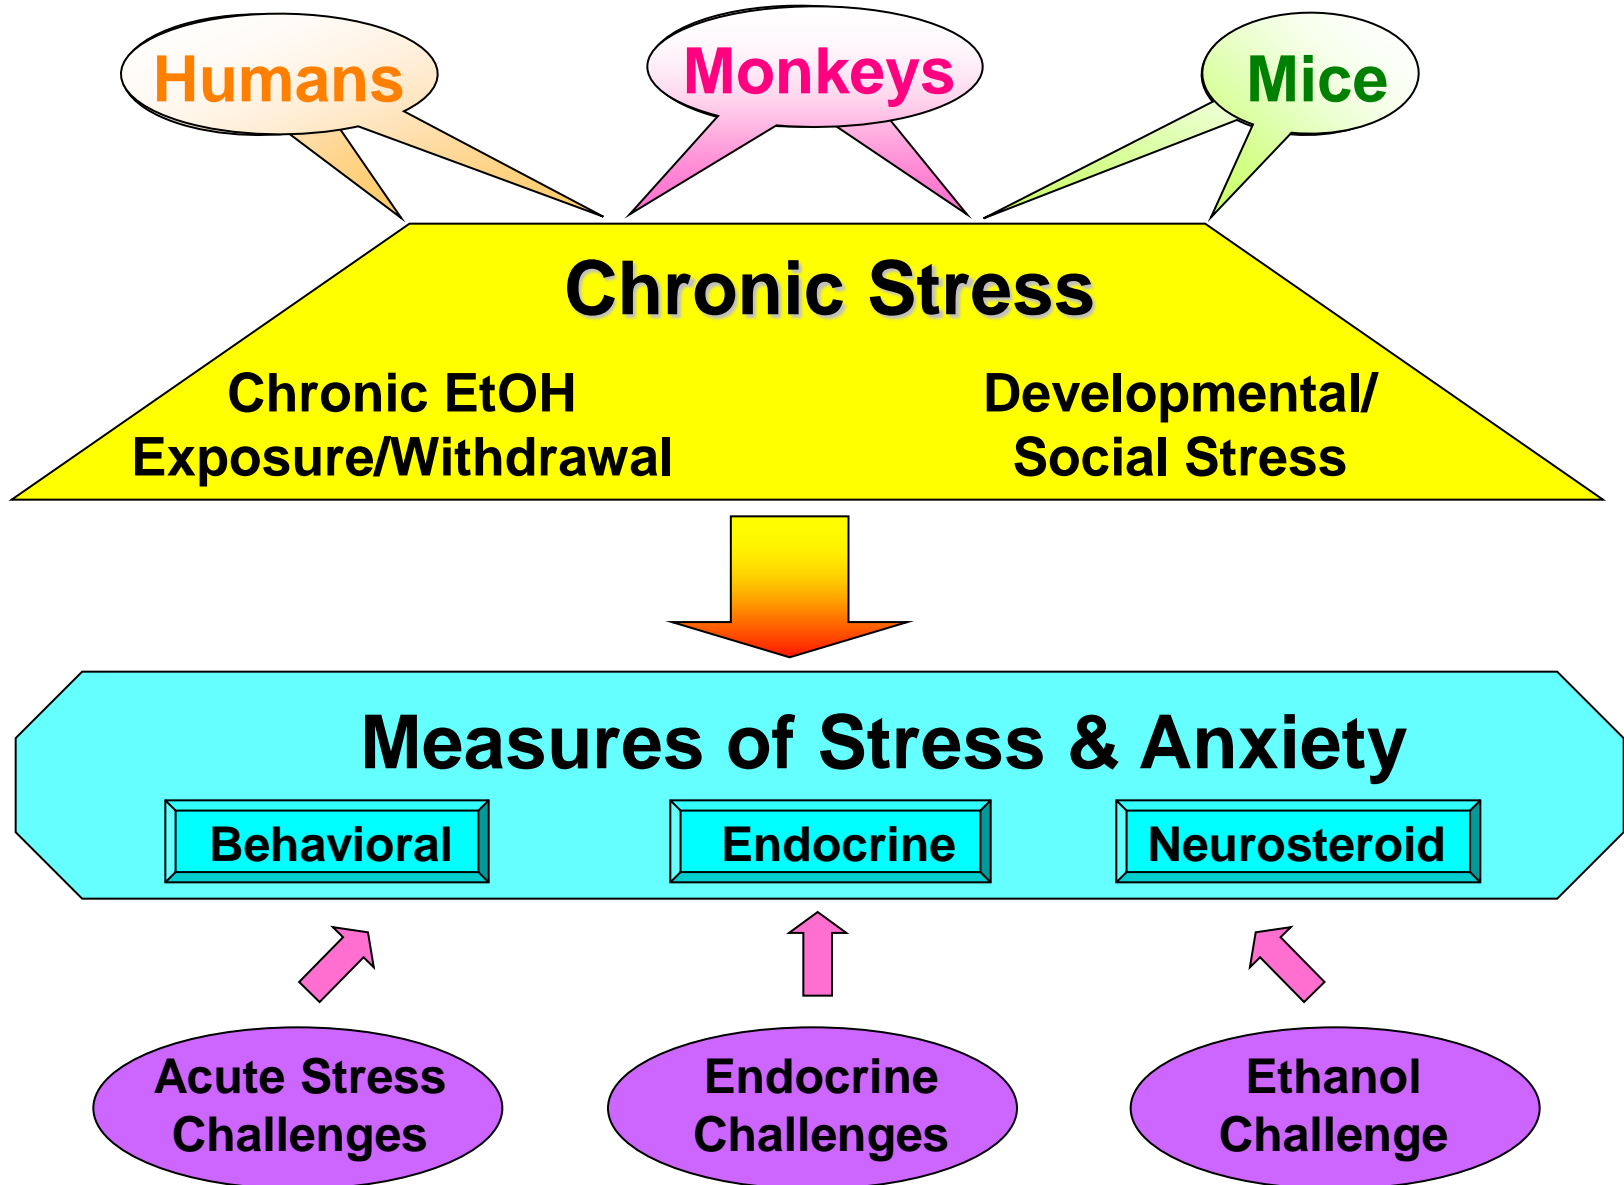 Humans
Monkeys
Mice
Chronic Stress
Chronic EtOH
Exposure/Withdrawal
Developmental/
Social Stress
Measures of Stress & Anxiety
Behavioral
Endocrine
Neurosteroid
Acute Stress
Challenges
Endocrine
Challenges
Ethanol
Challenge